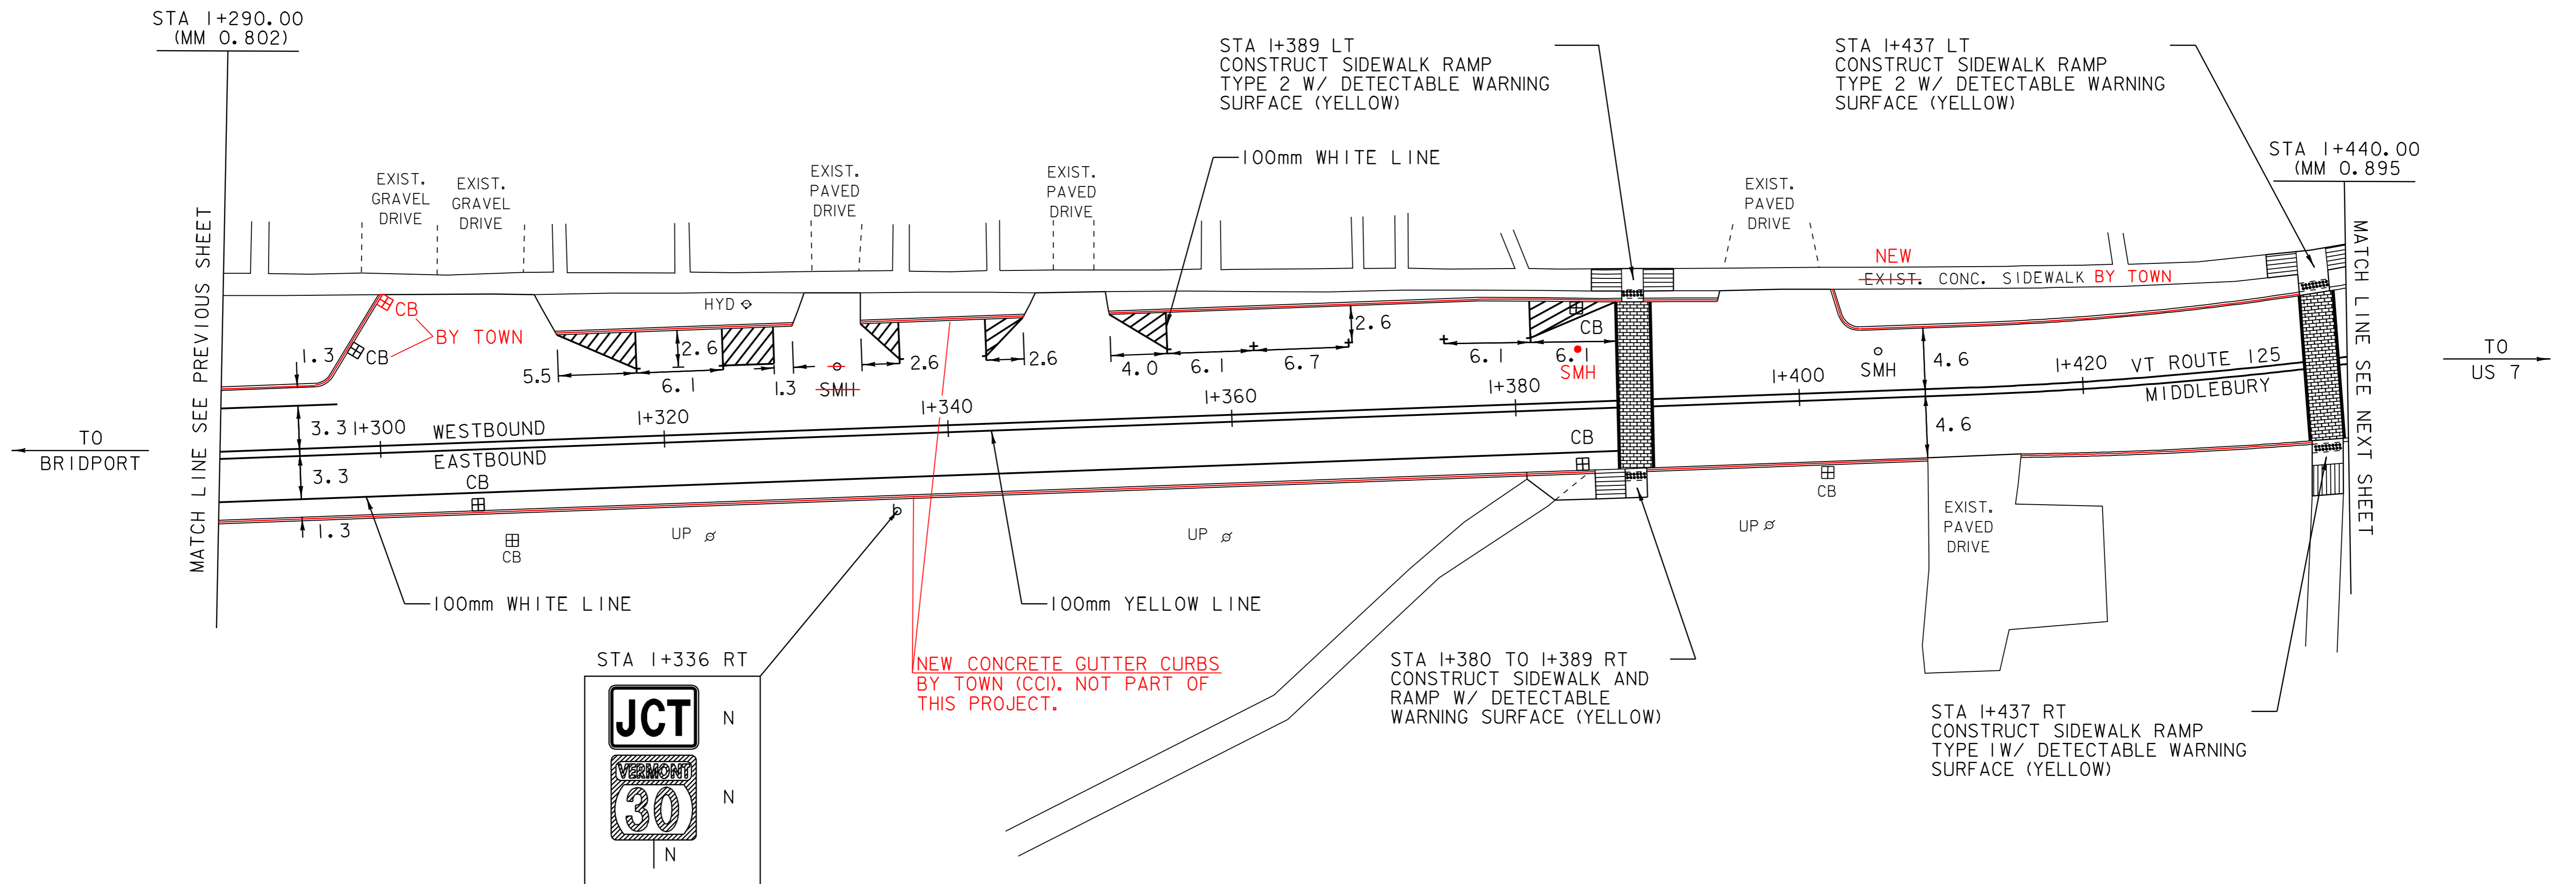 STA 1+290.00
(MM 0.802)
STA 1+389 LT
CONSTRUCT SIDEWALK RAMP
TYPE 2 W/ DETECTABLE WARNING
SURFACE (YELLOW)
STA 1+437 LT
CONSTRUCT SIDEWALK RAMP
TYPE 2 W/ DETECTABLE WARNING
SURFACE (YELLOW)
STA 1+440.00
(MM 0.895
100mm WHITE LINE
EXIST.
GRAVEL
DRIVE
EXIST.
GRAVEL
DRIVE
EXIST.
PAVED
DRIVE
EXIST.
PAVED
DRIVE
EXIST.
PAVED
DRIVE
MATCH LINE SEE PREVIOUS SHEET
MATCH LINE SEE NEXT SHEET
NEW
EXIST. CONC. SIDEWALK BY TOWN
HYD
CB
CB
BY TOWN
1.3
5.5
6.1
2.6
1.3
SMH
2.6
2.6
4.0
6.1
6.7
2.6
6.1
6.1
CB
SMH
SMH
4.6
4.6
3.3
3.3
1.3
1+300
1+320
1+340
1+360
1+380
1+400
1+420
VT ROUTE 125
MIDDLEBURY
WESTBOUND
EASTBOUND
TO
BRIDPORT
TO
US 7
CB
CB
CB
CB
UP
UP
UP
EXIST.
PAVED
DRIVE
100mm WHITE LINE
100mm YELLOW LINE
NEW CONCRETE GUTTER CURBS
BY TOWN (CCI). NOT PART OF
THIS PROJECT.
STA 1+336 RT
JCT
N
VERMONT
30
N
N
STA 1+380 TO 1+389 RT
CONSTRUCT SIDEWALK AND
RAMP W/ DETECTABLE
WARNING SURFACE (YELLOW)
STA 1+437 RT
CONSTRUCT SIDEWALK RAMP
TYPE 1 W/ DETECTABLE WARNING
SURFACE (YELLOW)